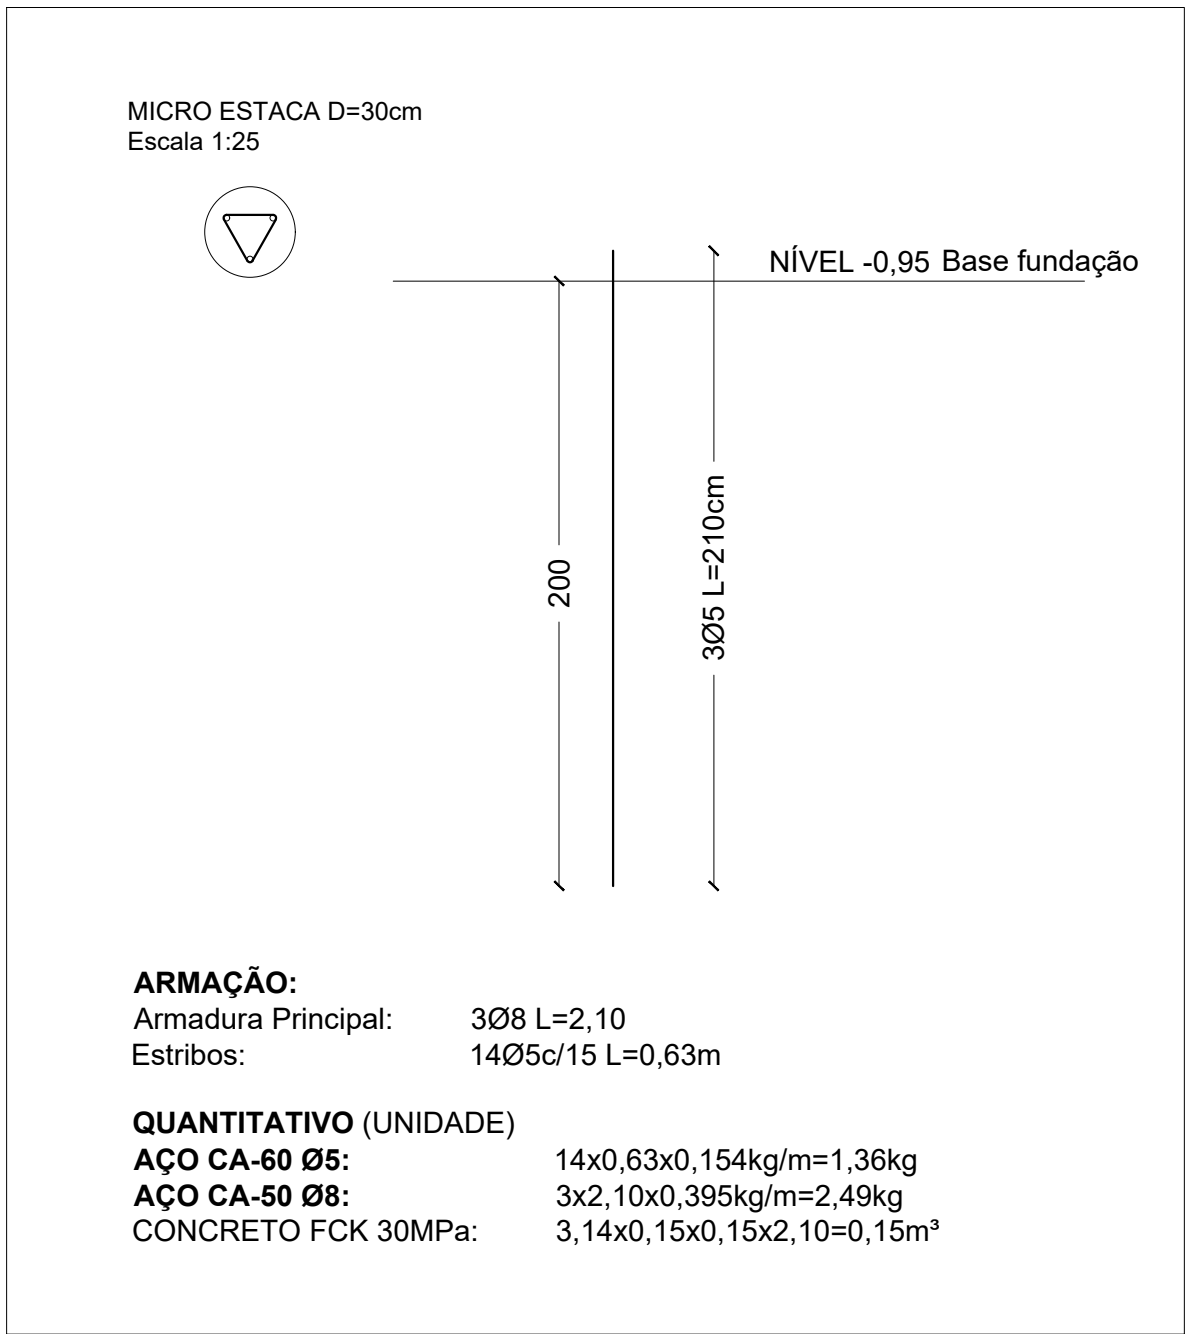 MICRO ESTACA D=30cm
Escala 1:25
NÍVEL -0,95 Base fundação
200
3Ø5 L=210cm
ARMAÇÃO:
Armadura Principal: 3Ø8 L=2,10
Estribos: 14Ø5c/15 L=0,63m
QUANTITATIVO (UNIDADE)
AÇO CA-60 Ø5: 14x0,63x0,154kg/m=1,36kg
AÇO CA-50 Ø8: 3x2,10x0,395kg/m=2,49kg
CONCRETO FCK 30MPa: 3,14x0,15x0,15x2,10=0,15m³